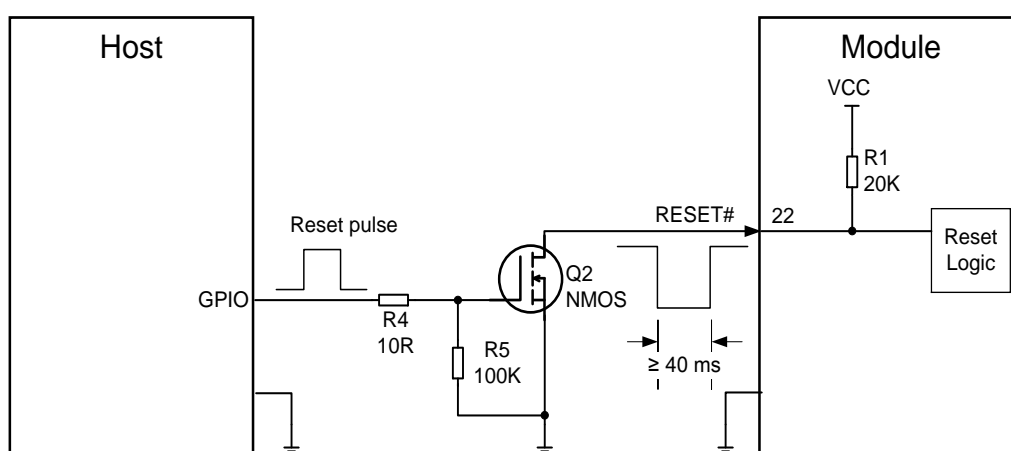 Host
Module
VCC
R1
20K
RESET#
22
Reset
Logic
Reset pulse
Q2
NMOS
GPIO
R4
10R
R5
100K
≥ 40 ms